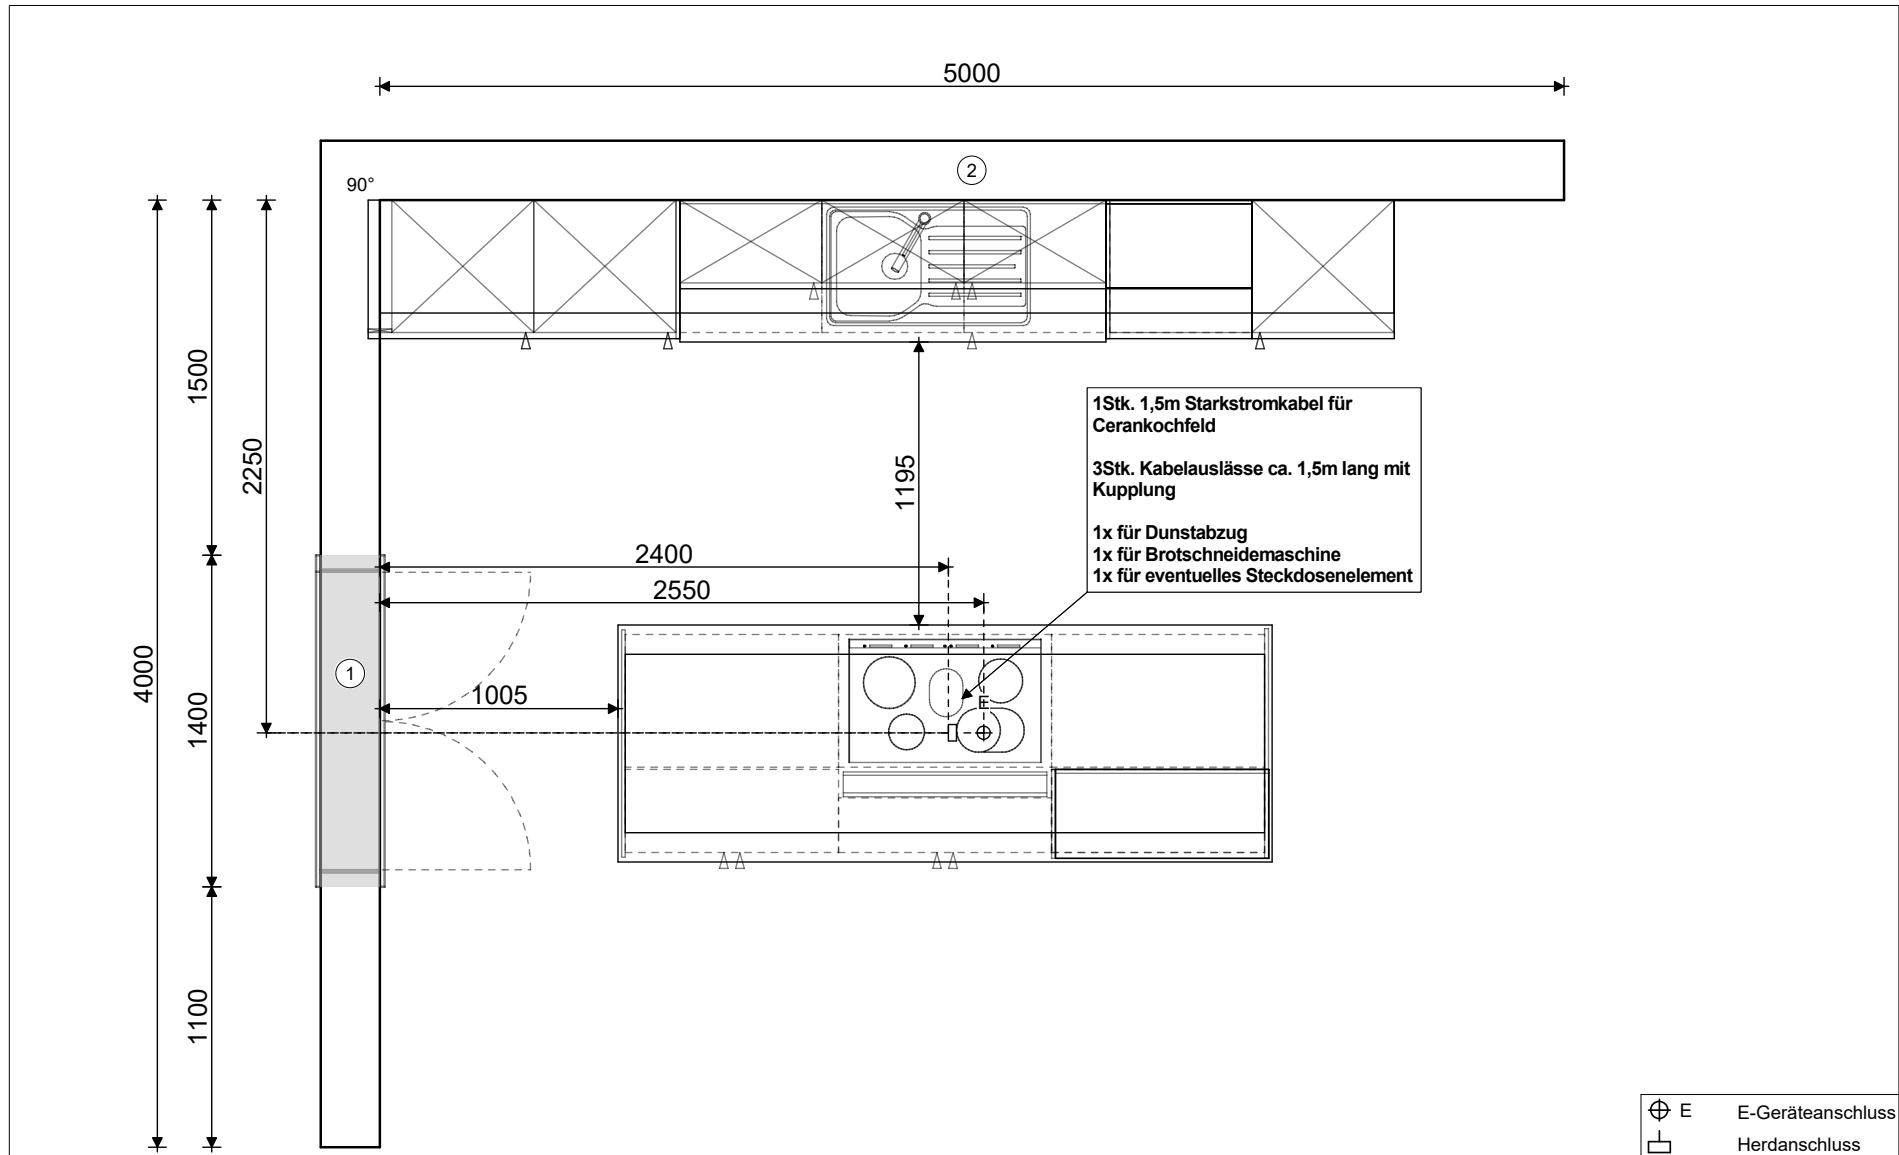 5000
2
90°
1500
2250
4000
1400
1100
1
1195
2400
2550
1005
1Stk. 1,5m Starkstromkabel für
Cerankochfeld
3Stk. Kabelauslässe ca. 1,5m lang mit
Kupplung
1x für Dunstabzug
1x für Brotschneidemaschine
1x für eventuelles Steckdosenelement
E
E E-Geräteanschluss
Herdanschluss